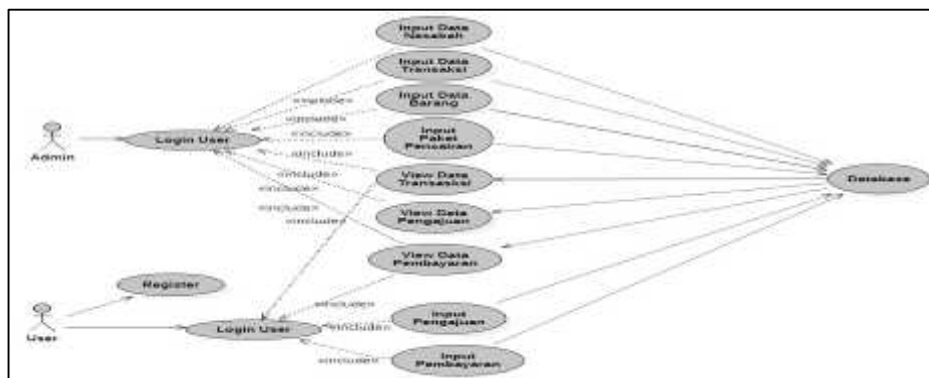 Input Data
Nasabah
Input Data
Transaksi
Input Data
Barang
Input
Paket
Pencairan
View Data
Transaksi
View Data
Pengajuan
View Data
Pembayaran
Input
Pengajuan
Input
Pembayaran
«include»
«include»
«include»
«include»
«include»
«include»
«include»
«include»
«include»
«include»
«include»
Login User
Admin
Database
Register
Login User
User